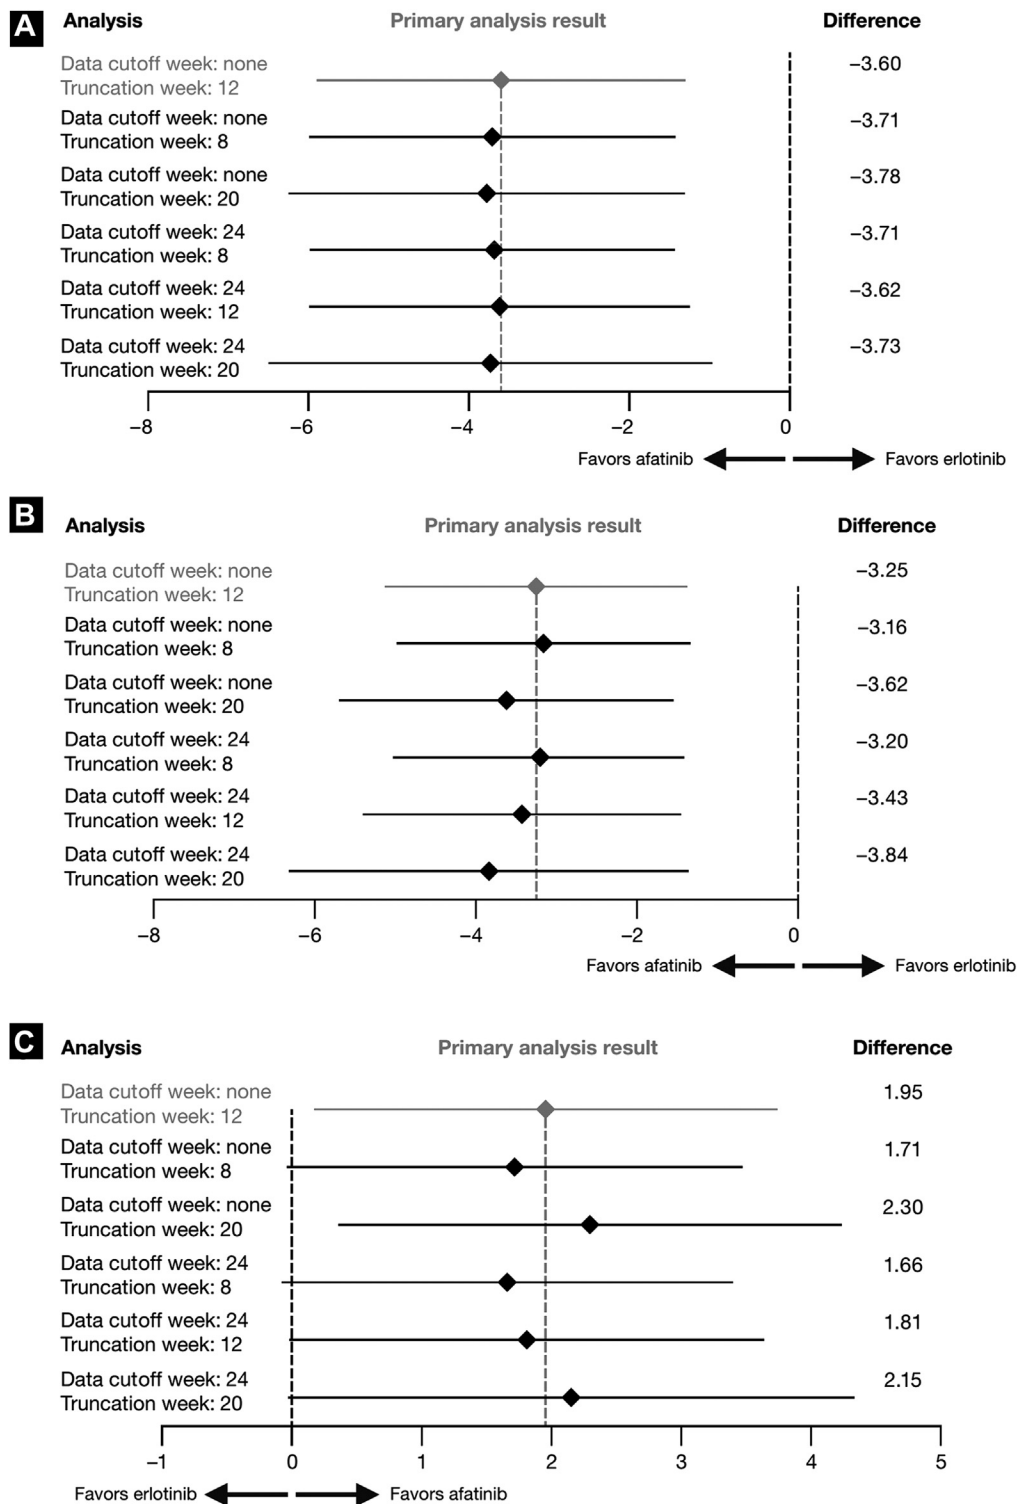 A Analysis Primary analysis result Difference
Data cutoff week: none
Truncation week: 12
−3.60
Data cutoff week: none
Truncation week: 8
−3.71
Data cutoff week: none
Truncation week: 20
−3.78
Data cutoff week: 24
Truncation week: 8
−3.71
Data cutoff week: 24
Truncation week: 12
−3.62
Data cutoff week: 24
Truncation week: 20
−3.73
−8 −6 −4 −2 0
Favors afatinib Favors erlotinib
B Analysis Primary analysis result Difference
Data cutoff week: none
Truncation week: 12
−3.25
Data cutoff week: none
Truncation week: 8
−3.16
Data cutoff week: none
Truncation week: 20
−3.62
Data cutoff week: 24
Truncation week: 8
−3.20
Data cutoff week: 24
Truncation week: 12
−3.43
Data cutoff week: 24
Truncation week: 20
−3.84
−8 −6 −4 −2 0
Favors afatinib Favors erlotinib
C Analysis Primary analysis result Difference
Data cutoff week: none
Truncation week: 12
1.95
Data cutoff week: none
Truncation week: 8
1.71
Data cutoff week: none
Truncation week: 20
2.30
Data cutoff week: 24
Truncation week: 8
1.66
Data cutoff week: 24
Truncation week: 12
1.81
Data cutoff week: 24
Truncation week: 20
2.15
−1 0 1 2 3 4 5
Favors erlotinib Favors afatinib